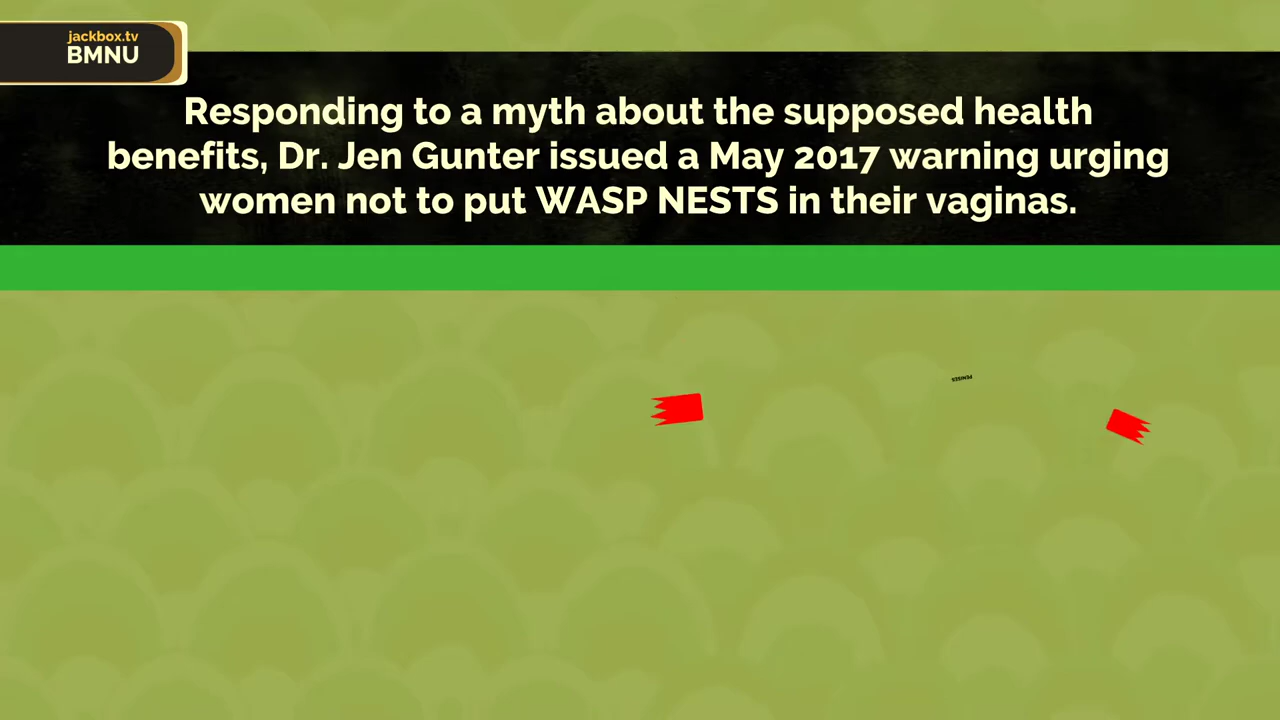 jackbox.tv
BMNU
Responding to a myth about the supposed health
benefits, Dr. Jen Gunter issued a May 2017 warning urging
women not to put WASP NESTS in their vaginas.
PENISES